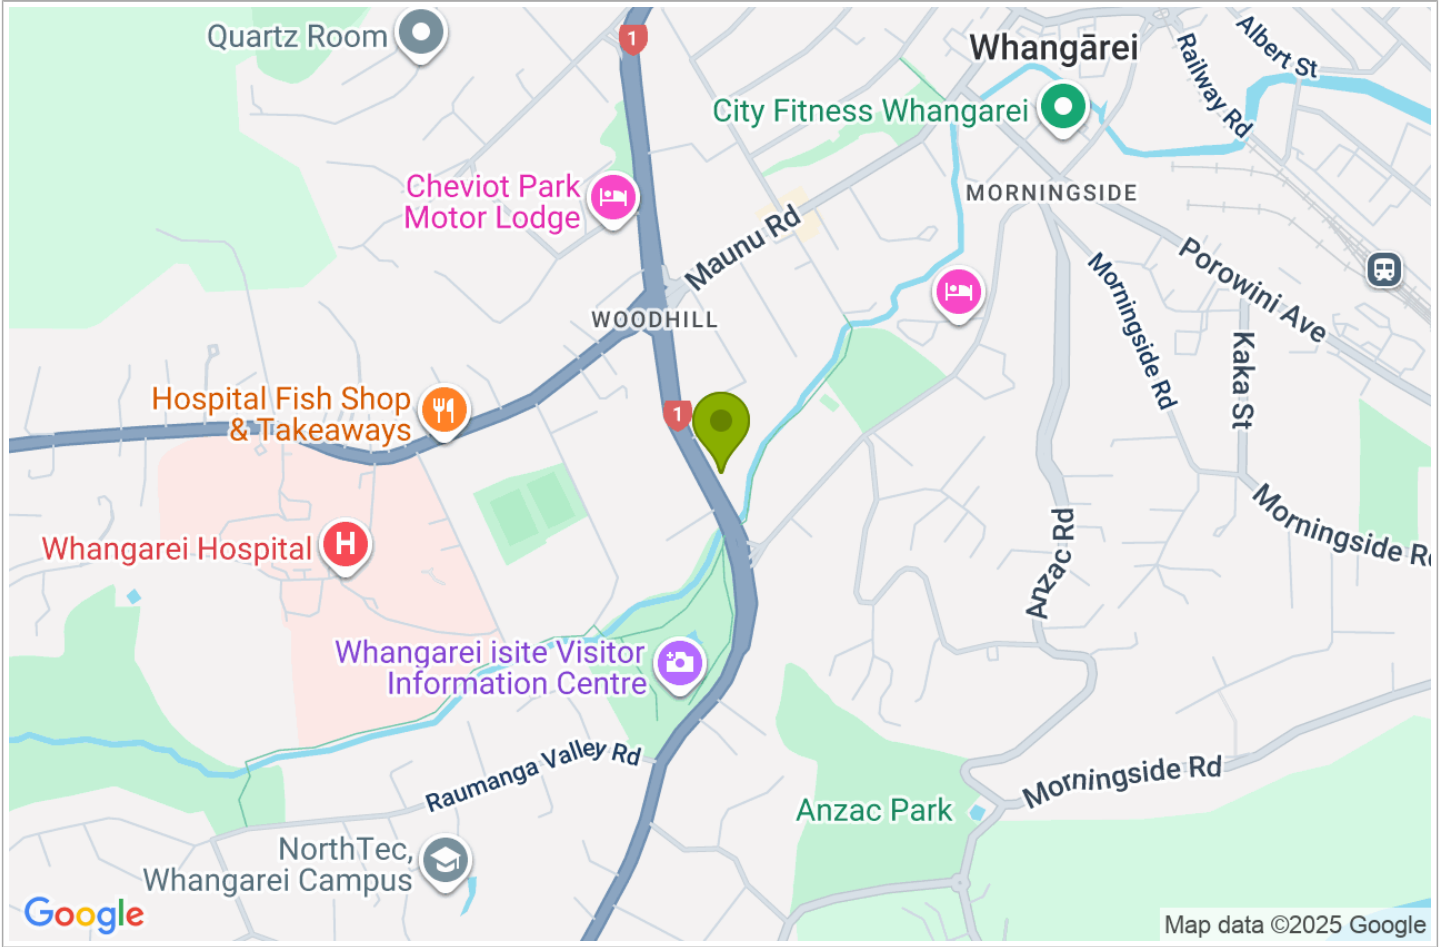 Quartz Room
1
Whangārei
Albert St
Railway Rd
City Fitness Whangarei
Cheviot Park
Motor Lodge
MORNINGSIDE
Maunu Rd
Porowini Ave
Morningside Rd
WOODHILL
Kaka St
Hospital Fish Shop
& Takeaways
1
Morningside Rd
Whangarei Hospital
H
Anzac Rd
Whangarei isite Visitor
Information Centre
Raumanga Valley Rd
Morningside Rd
Anzac Park
NorthTec,
Whangarei Campus
Google
Map data ©2025 Google